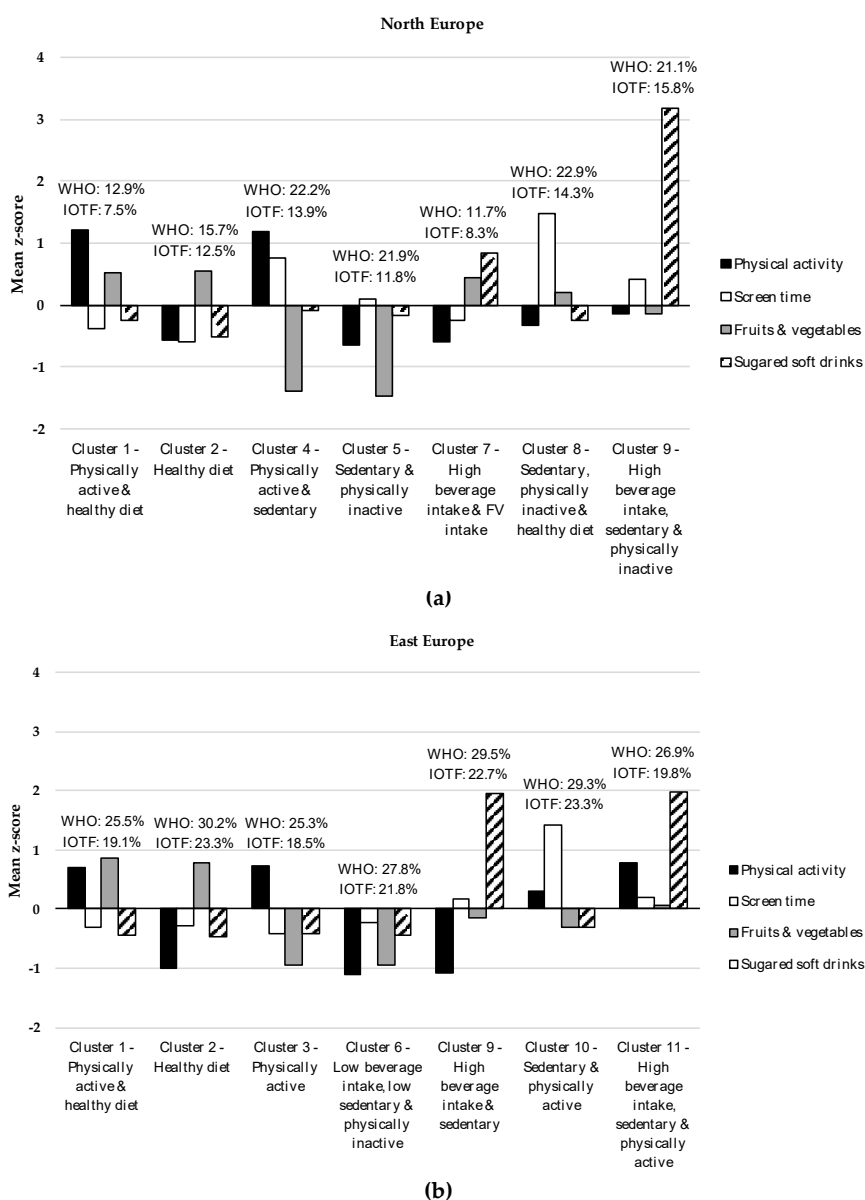 North Europe
4
3
2
1
0
-1
-2
Mean z-score
WHO: 12.9%
IOTF: 7.5%
WHO: 15.7%
IOTF: 12.5%
WHO: 22.2%
IOTF: 13.9%
WHO: 21.9%
IOTF: 11.8%
WHO: 11.7%
IOTF: 8.3%
WHO: 22.9%
IOTF: 14.3%
WHO: 21.1%
IOTF: 15.8%
Physical activity
Screen time
Fruits & vegetables
Sugared soft drinks
Cluster 1 -
Physically
active &
healthy diet
Cluster 2 -
Healthy diet
Cluster 4 -
Physically
active &
sedentary
Cluster 5 -
Sedentary &
physically
inactive
Cluster 7 -
High
beverage
intake & FV
intake
Cluster 8 -
Sedentary,
physically
inactive &
healthy diet
Cluster 9 -
High
beverage
intake,
sedentary &
physically
inactive
(a)
East Europe
4
3
2
1
0
-1
-2
Mean z-score
WHO: 25.5%
IOTF: 19.1%
WHO: 30.2%
IOTF: 23.3%
WHO: 25.3%
IOTF: 18.5%
WHO: 27.8%
IOTF: 21.8%
WHO: 29.5%
IOTF: 22.7%
WHO: 29.3%
IOTF: 23.3%
WHO: 26.9%
IOTF: 19.8%
Physical activity
Screen time
Fruits & vegetables
Sugared soft drinks
Cluster 1 -
Physically
active &
healthy diet
Cluster 2 -
Healthy diet
Cluster 3 -
Physically
active
Cluster 6 -
Low beverage
intake, low
sedentary &
physically
inactive
Cluster 9 -
High
beverage
intake &
sedentary
Cluster 10 -
Sedentary &
physically
active
Cluster 11 -
High
beverage
intake,
sedentary &
physically
active
(b)